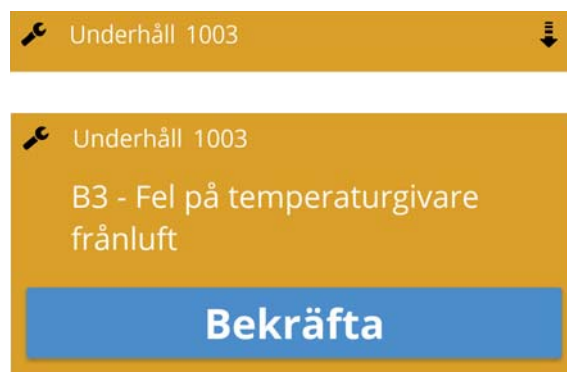 Underhåll 1003
Underhåll 1003
B3 - Fel på temperaturgivare
frånluft
Bekräfta